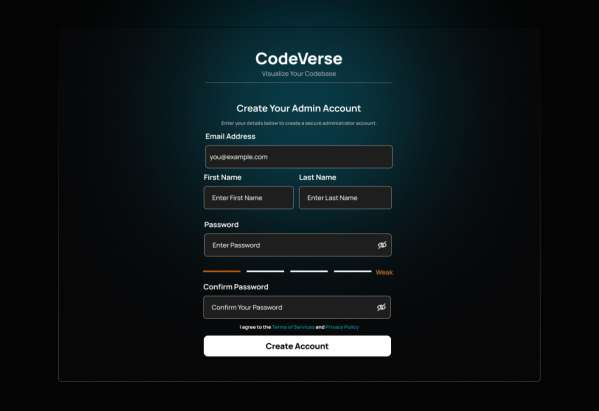 CodeVerse
Visualize Your Codebase
Create Your Admin Account
Enter your details below to create a secure administrator account.
Email Address
you@example.com
First Name Last Name
Enter First Name Enter Last Name
Password
Enter Password
Weak
Confirm Password
Confirm Your Password
I agree to the Terms of Services and Privacy Policy
Create Account